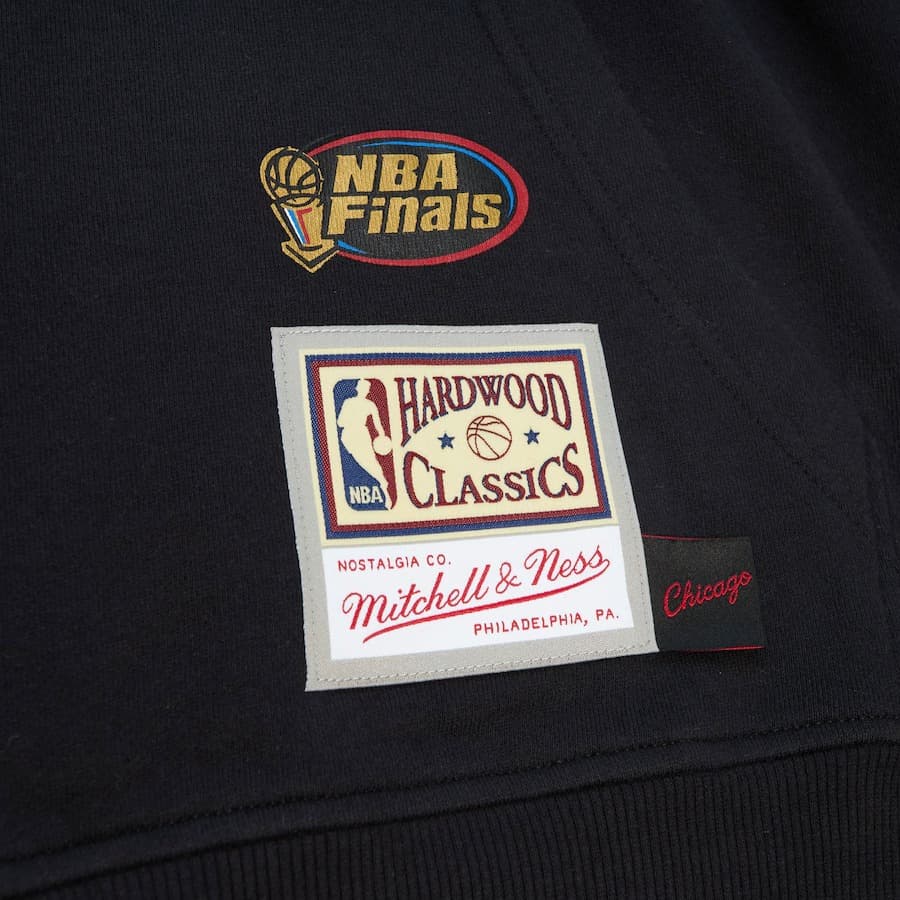 NBA
Finals
HARDWOOD
CLASSICS
NBA
NOSTALGIA CO.
Mitchell & Ness
PHILADELPHIA, PA.
Chicago